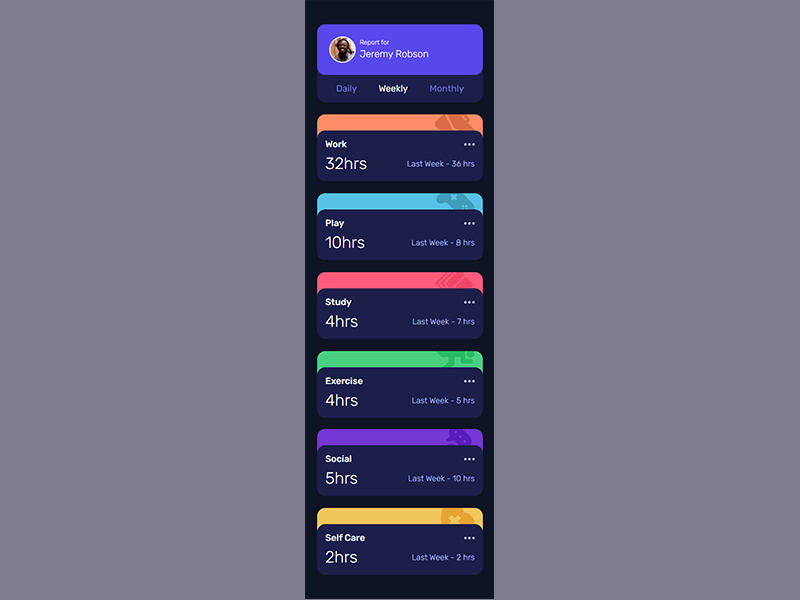 Report for
Jeremy Robson
Daily Weekly Monthly
Work
32hrs Last Week - 36 hrs
Play
10hrs Last Week - 8 hrs
Study
4hrs Last Week - 7 hrs
Exercise
4hrs Last Week - 5 hrs
Social
5hrs Last Week - 10 hrs
Self Care
2hrs Last Week - 2 hrs